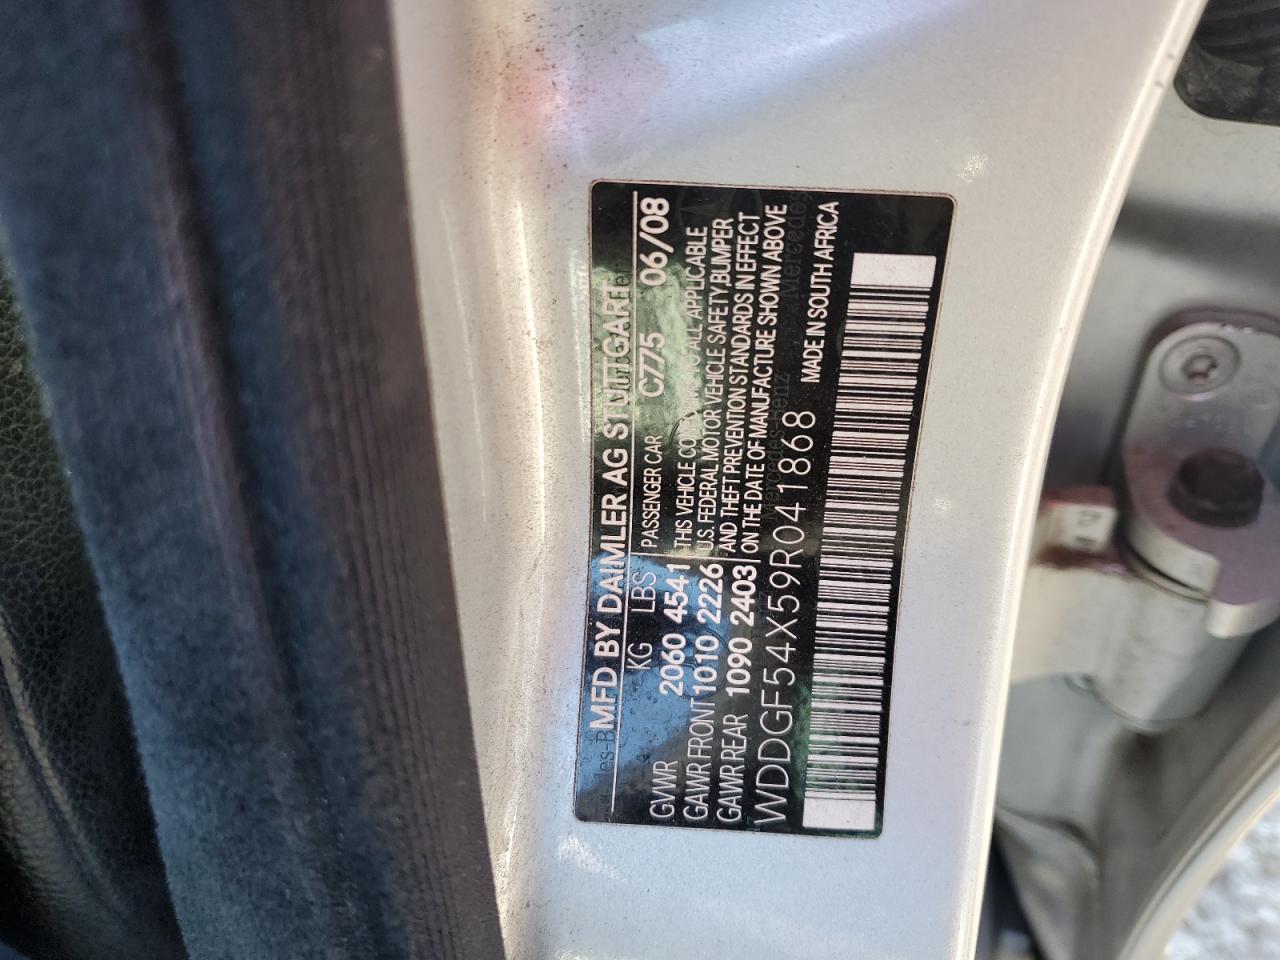 MFD BY DAIMLER AG STUTTGART
KG LBS PASSENGER CAR C775 06/08
GVWR 2060 4541 THIS VEHICLE TO ALL APPLICABLE
GAWR FRONT 1010 2226 U.S. FEDERAL MOTOR VEHICLE SAFETY, BUMPER
GAWR REAR 1090 2403 AND THEFT PREVENTION STANDARDS IN EFFECT
ON THE DATE OF MANUFACTURE SHOWN ABOVE
WDDGF54X59R041868 MADE IN SOUTH AFRICA